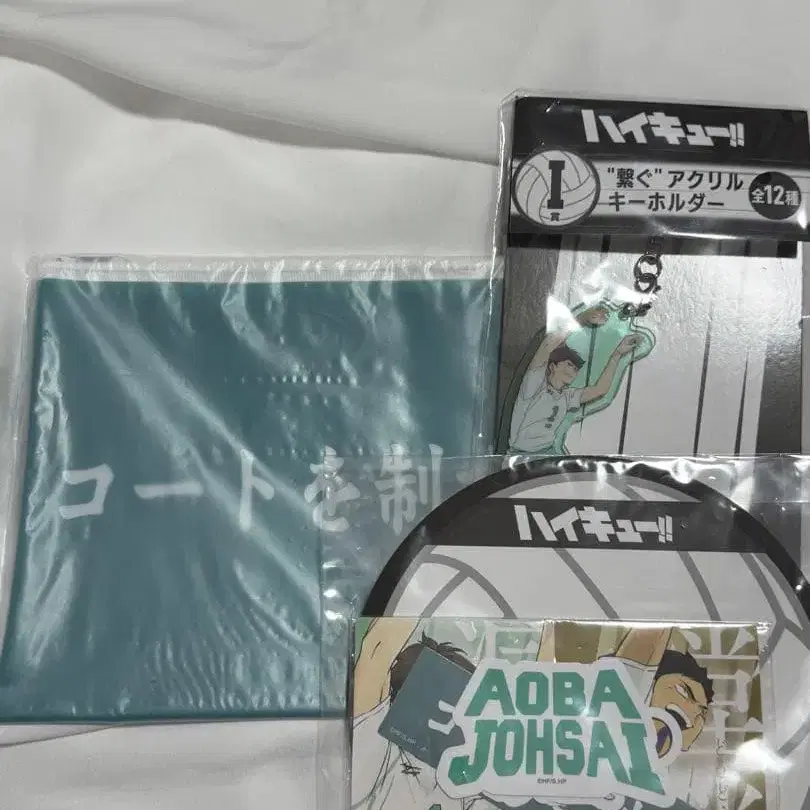 ハイキュー!!
I
賞
"繋ぐ"アクリル
キーホルダー
全12種
コートを制
ハイキュー!!
AOBA
JOHSAI